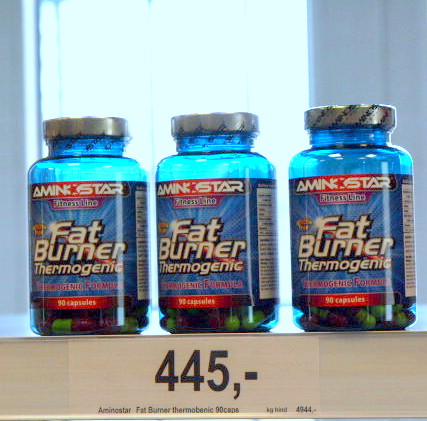 AMINOSTAR
Fitness Line
Fat
Burner
Thermogenic
THERMOGENIC FORMULA
90 capsules
AMINOSTAR
Fitness Line
Fat
Burner
Thermogenic
THERMOGENIC FORMULA
90 capsules
AMINOSTAR
Fitness Line
Fat
Burner
Thermogenic
THERMOGENIC FORMULA
90 capsules
445,-
Aminostar Fat Burner thermobenic 90caps kg hind 4944,-